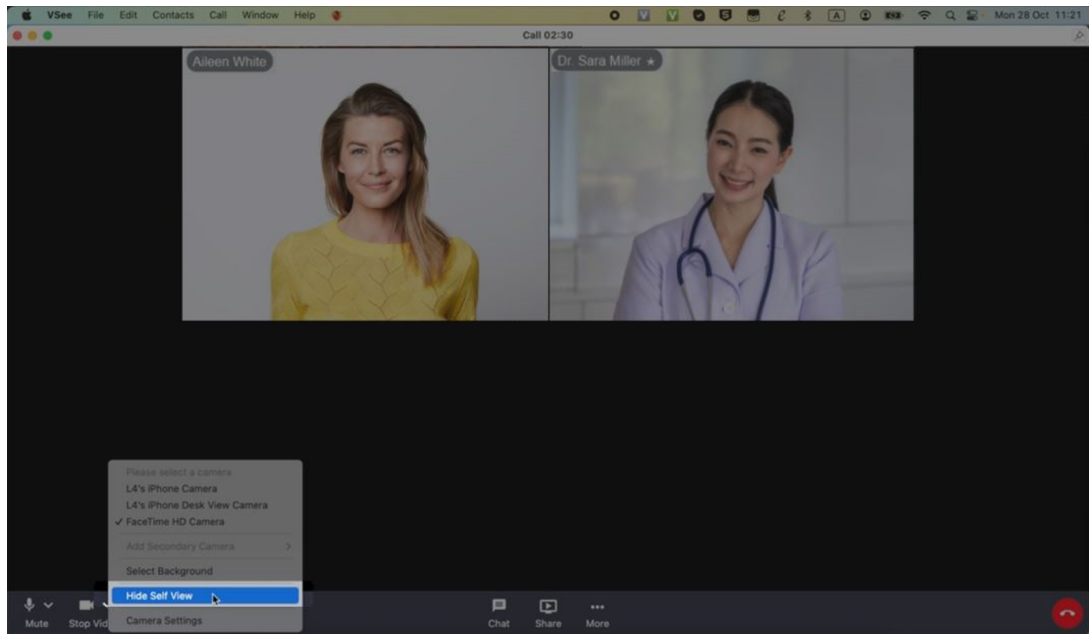 VSee File Edit Contacts Call Window Help
A
Mon 28 Oct 11:21
Call 02:30
Aileen White
Dr. Sara Miller ★
Please select a camera
L4's iPhone Camera
L4's iPhone Desk View Camera
✓ FaceTime HD Camera
Add Secondary Camera >
Select Background
Hide Self View
Camera Settings
Mute
Stop Vid
Chat
Share
More